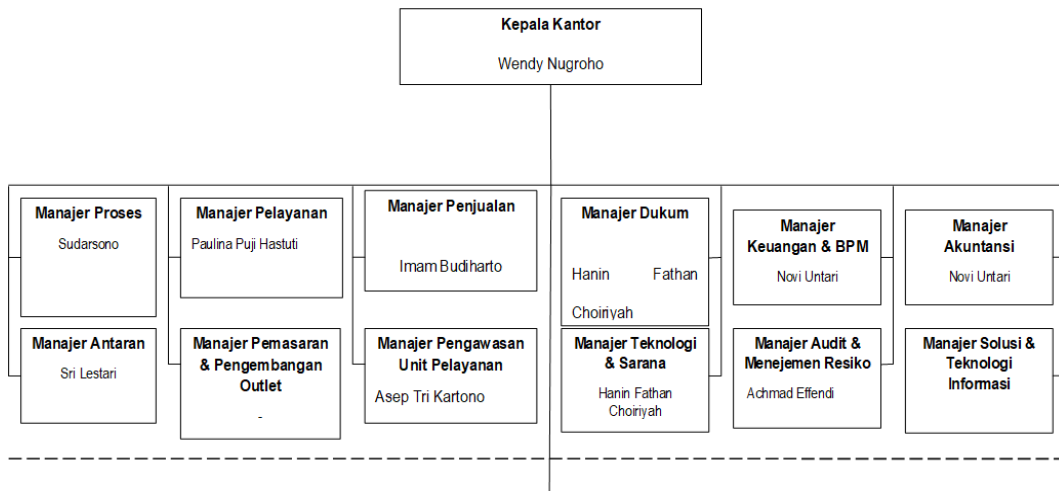 Kepala Kantor
Wendy Nugroho
Manajer Proses
Sudarsono
Manajer Pelayanan
Paulina Puji Hastuti
Manajer Penjualan
Imam Budiharto
Manajer Dukum
Hanin Fathan
Choiriyah
Manajer
Keuangan & BPM
Novi Untari
Manajer
Akuntansi
Novi Untari
Manajer Antaran
Sri Lestari
Manajer Pemasaran
& Pengembangan
Outlet
-
Manajer Pengawasan
Unit Pelayanan
Asep Tri Kartono
Manajer Teknologi
& Sarana
Hanin Fathan
Choiriyah
Manajer Audit &
Menejemen Resiko
Achmad Effendi
Manajer Solusi &
Teknologi
Informasi